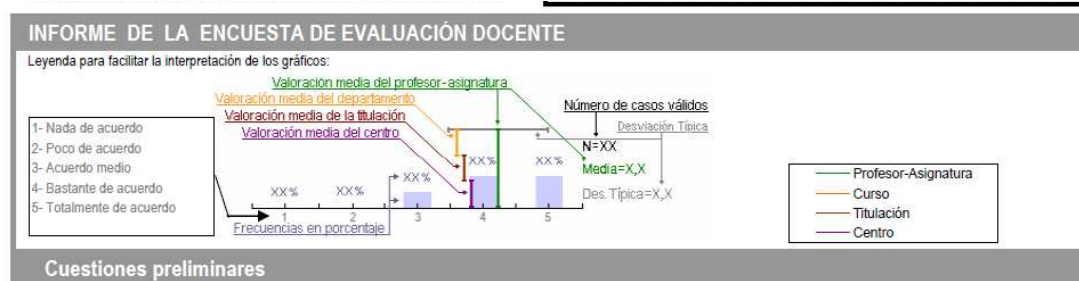 INFORME DE LA ENCUESTA DE EVALUACIÓN DOCENTE
Leyenda para facilitar la interpretación de los gráficos:
Valoración media del profesor-asignatura
Valoración media del departamento
Valoración media de la titulación
Valoración media del centro
Número de casos válidos
Desviación Típica
1- Nada de acuerdo
2- Poco de acuerdo
3- Acuerdo medio
4- Bastante de acuerdo
5- Totalmente de acuerdo
N=XX
Media=X,X
Des.Típica=X,X
XX% XX% XX% XX% XX%
1 2 3 4 5
Frecuencias en porcentaje
Profesor-Asignatura
Curso
Titulación
Centro
Cuestiones preliminares